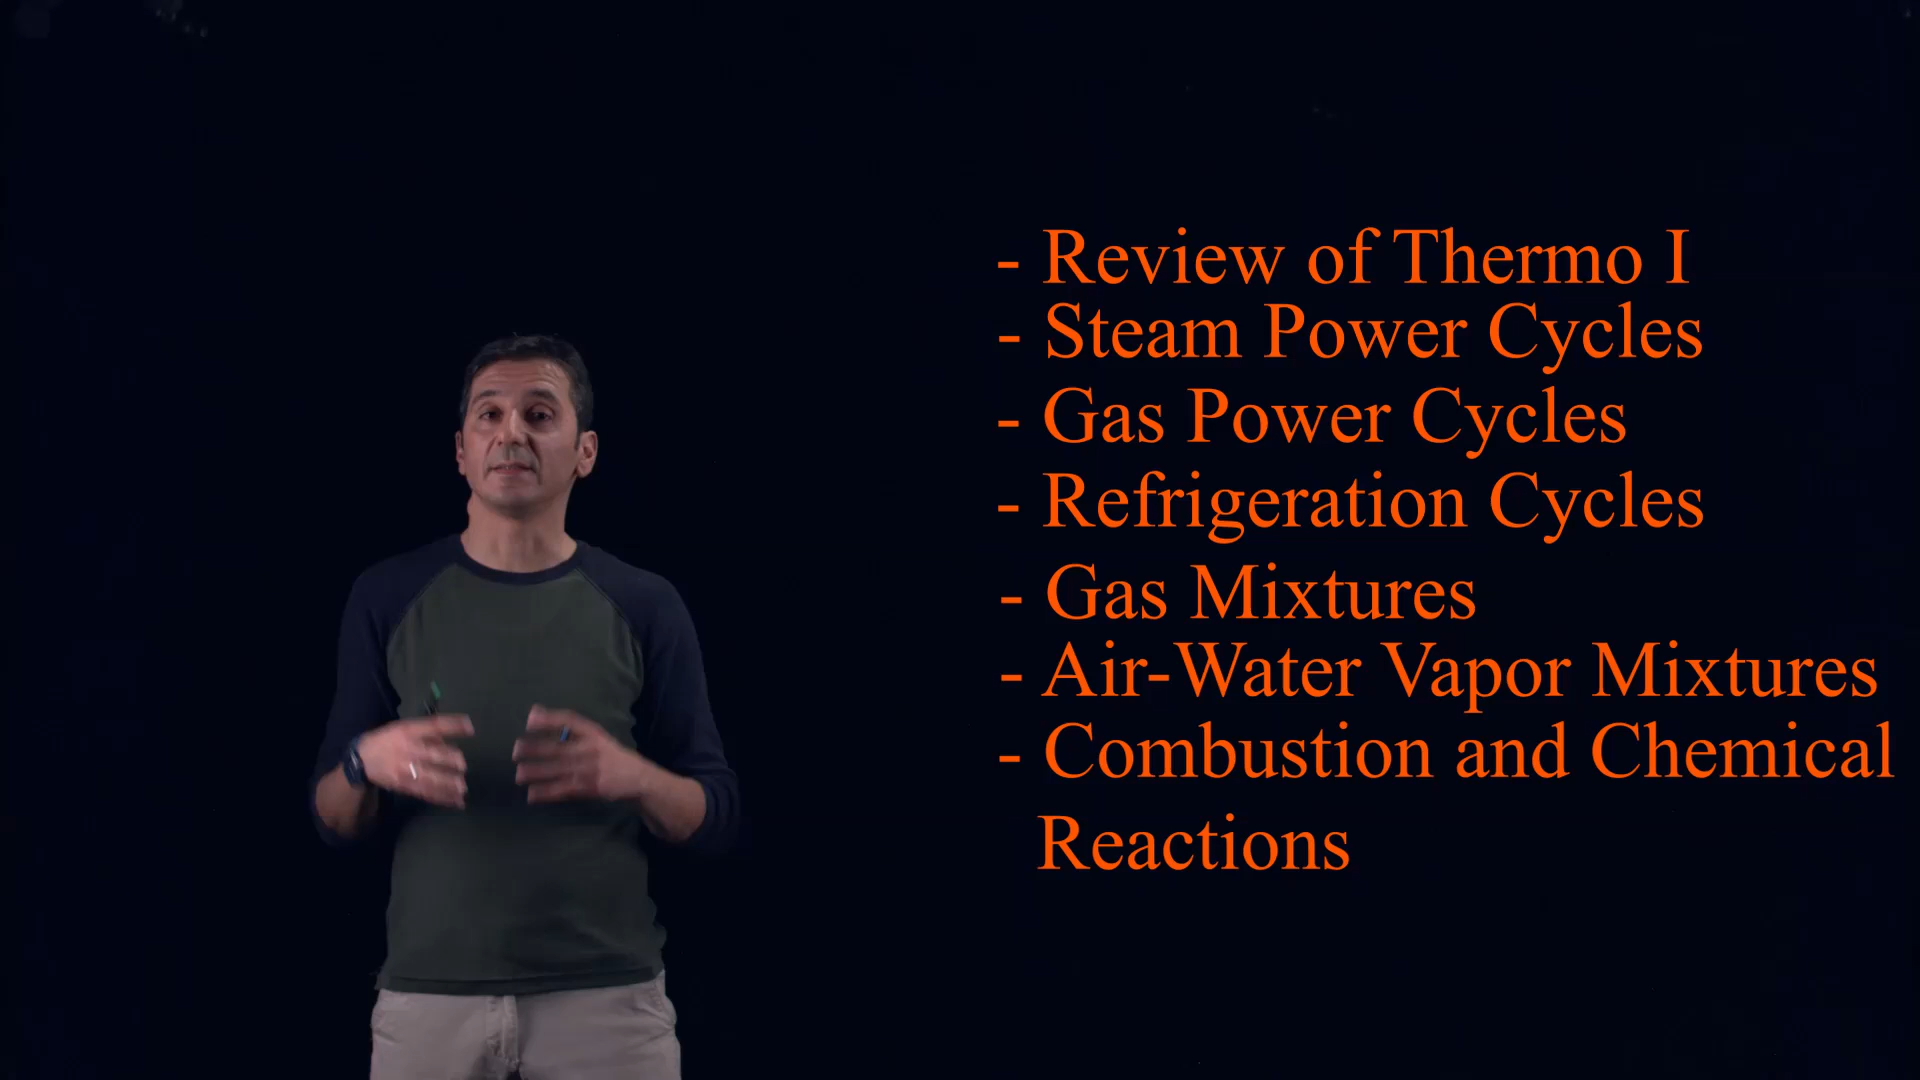 - Review of Thermo I
- Steam Power Cycles
- Gas Power Cycles
- Refrigeration Cycles
- Gas Mixtures
- Air-Water Vapor Mixtures
- Combustion and Chemical
Reactions